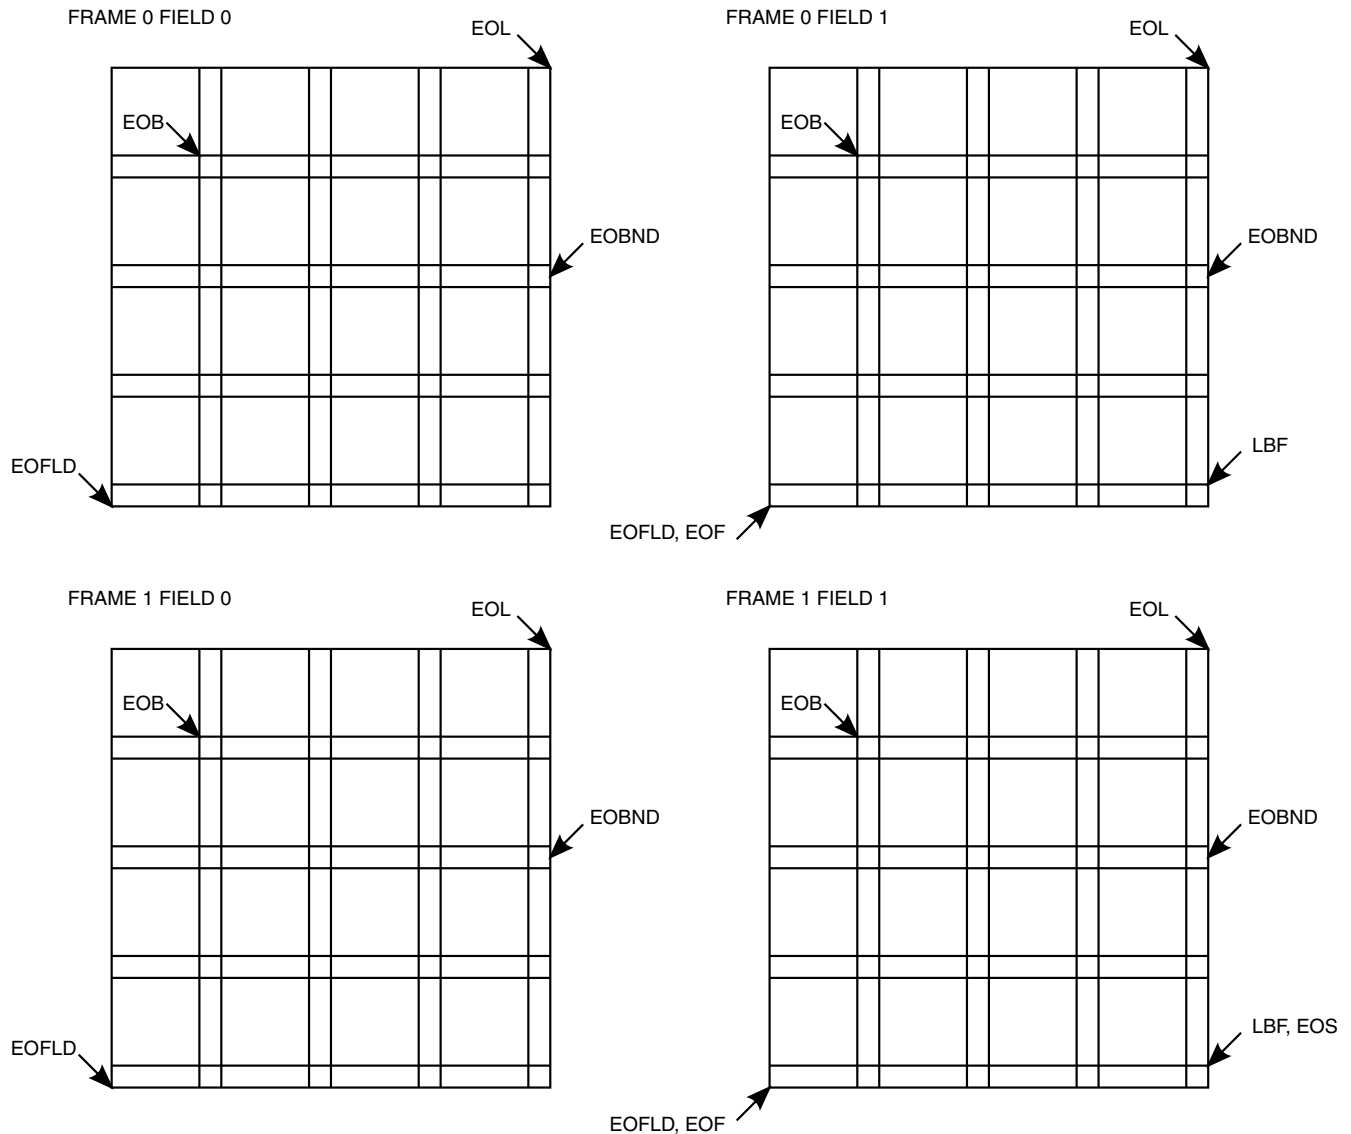 FRAME 0 FIELD 0
EOL
EOB
EOBND
EOFLD
FRAME 0 FIELD 1
EOL
EOB
EOBND
LBF
EOFLD, EOF
FRAME 1 FIELD 0
EOL
EOB
EOBND
EOFLD
FRAME 1 FIELD 1
EOL
EOB
EOBND
LBF, EOS
EOFLD, EOF